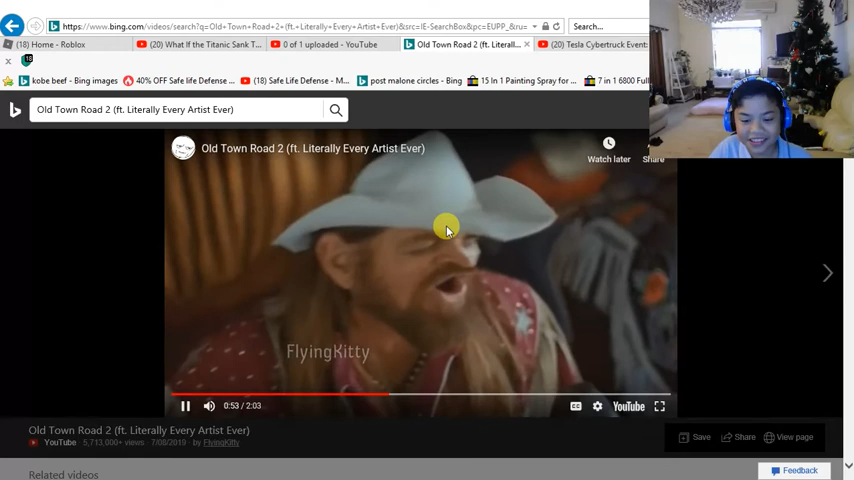 https://www.bing.com/videos/search?q=Old+Town+Road+2+(ft.+Literally+Every+Artist+Ever)&src=IE-SearchBox&pc=EUPP_&ru=
Search...
(2) Home - Roblox
(20) What If the Titanic Sank T...
0 of 1 uploaded - YouTube
Old Town Road 2 (ft. Literally...
(20) Tesla Cybertruck Event:
kobe beef - Bing images
40% OFF Safe life Defense ...
(18) Safe Life Defense - M...
post malone circles - Bing
15 In 1 Painting Spray for ...
7 in 1 6800 Full
Old Town Road 2 (ft. Literally Every Artist Ever)
Old Town Road 2 (ft. Literally Every Artist Ever)
Watch later
Share
FlyingKitty
0:53 / 2:03
CC
YouTube
Old Town Road 2 (ft. Literally Every Artist Ever)
YouTube 5,713,000+ views · 7/08/2019 · by FlyingKitty
Save
Share
View page
Related videos
Feedback